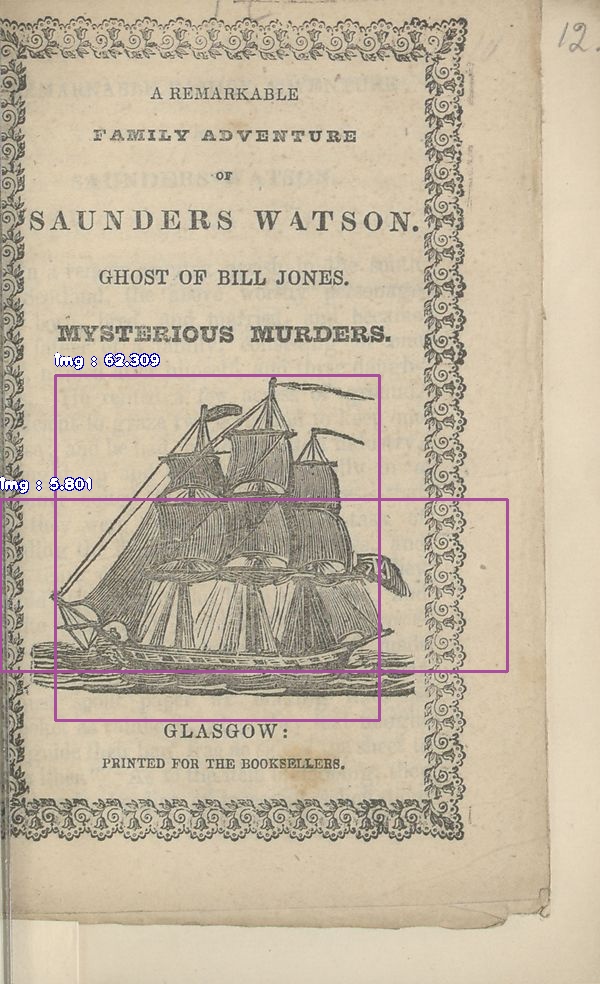 12.
A REMARKABLE
FAMILY ADVENTURE
OF
SAUNDERS WATSON.
GHOST OF BILL JONES.
MYSTERIOUS MURDERS.
img : 62.309
img : 5.801
GLASGOW:
PRINTED FOR THE BOOKSELLERS.